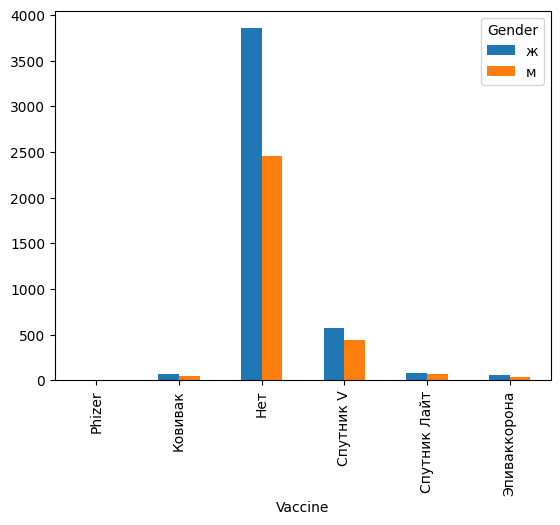 4000
3500
3000
2500
2000
1500
1000
500
0
Gender
ж
м
Phizer
Ковивак
Нет
Спутник V
Спутник Лайт
Эпиваккорона
Vaccine